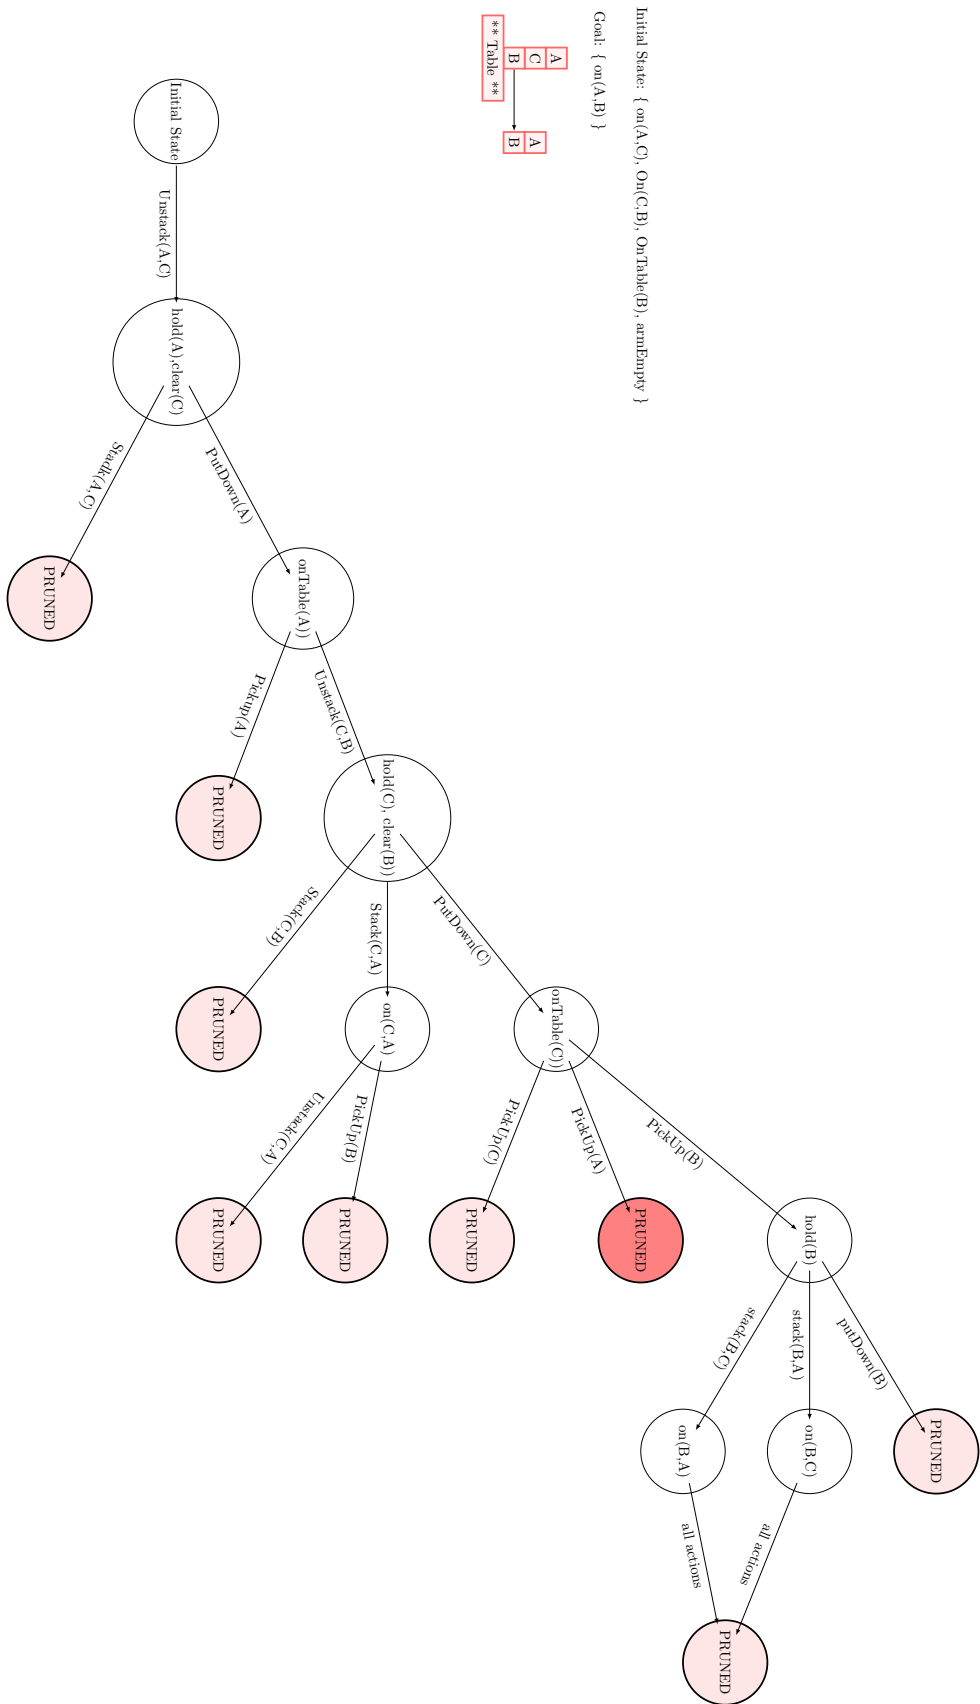 Initial State: { on(A,C), On(C,B), OnTable(B), armEmpty }
Goal: { on(A,B) }
A
C
B
** Table **
A
B
Initial State
Unstack(A,C)
hold(A),clear(C)
PutDown(A)
Stadk(A,C)
onTable(A))
PRUNED
Unstack(C,B)
Pickup(A)
hold(C), clear(B))
PRUNED
PutDown(C)
Stack(C,A)
Stack(C,B)
onTable(C))
on(C,A)
PRUNED
PickUp(B)
PickUp(A)
PickUp(C)
PickUp(B)
Unstack(C,A)
hold(B)
PRUNED
PRUNED
PRUNED
PRUNED
putDown(B)
stack(B,A)
stack(B,C)
PRUNED
on(B,C)
on(B,A)
all actions
all actions
PRUNED